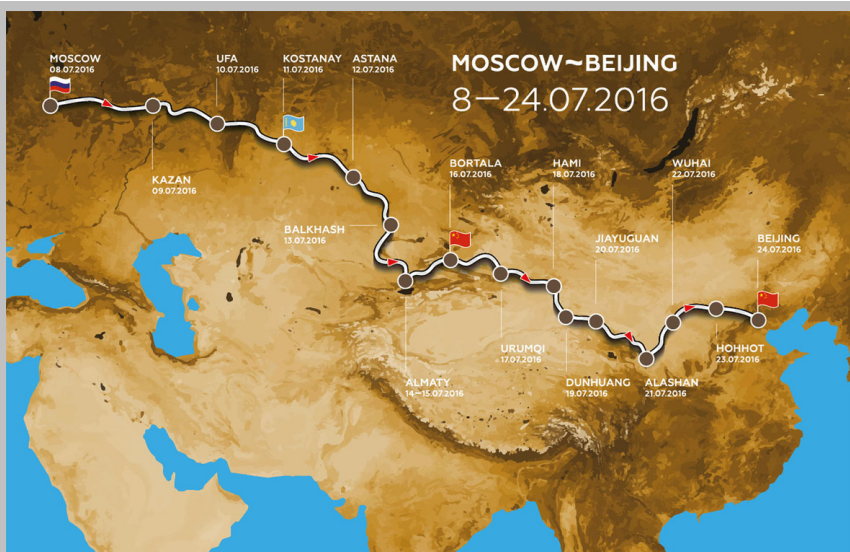 MOSCOW
08.07.2016
UFA
10.07.2016
KOSTANAY
11.07.2016
ASTANA
12.07.2016
MOSCOW~BEIJING
8—24.07.2016
KAZAN
09.07.2016
BORTALA
16.07.2016
HAMI
18.07.2016
WUHAI
22.07.2016
BALKHASH
13.07.2016
JIAYUGUAN
20.07.2016
BEIJING
24.07.2016
URUMQI
17.07.2016
HOHHOT
23.07.2016
ALMATY
14—15.07.2016
DUNHUANG
19.07.2016
ALASHAN
21.07.2016